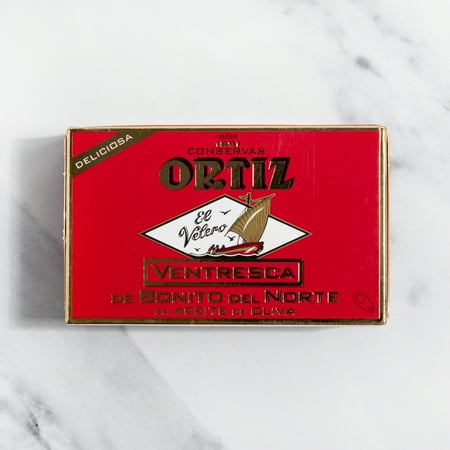 DELICIOSA
CONSERVAS
ORTIZ
El
Velero
VENTRESCA
DE BONITO DEL NORTE
EN ACEITE DE OLIVA